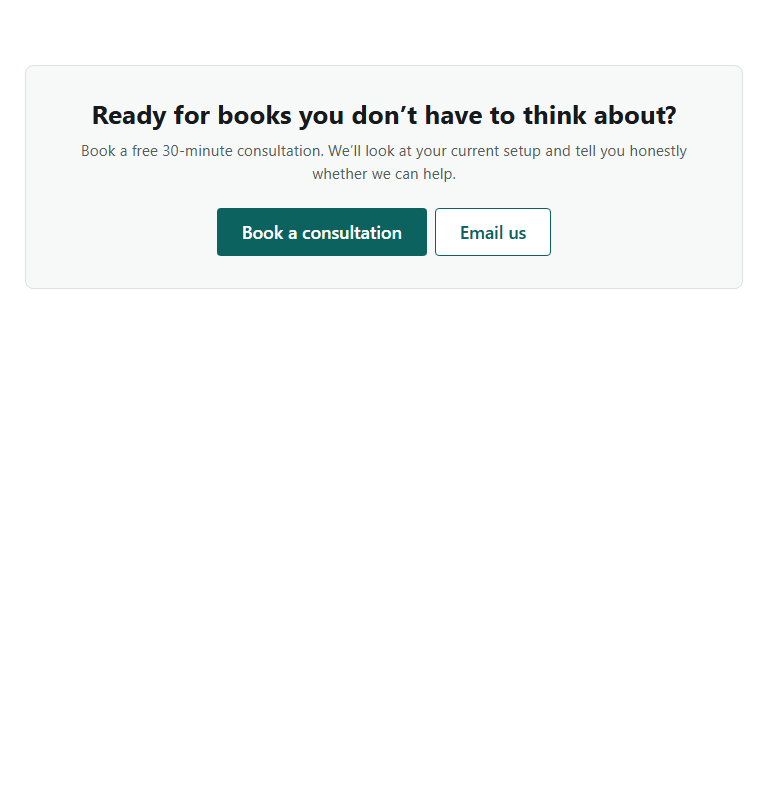 Ready for books you don’t have to think about?
Book a free 30-minute consultation. We’ll look at your current setup and tell you honestly
whether we can help.
Book a consultation
Email us